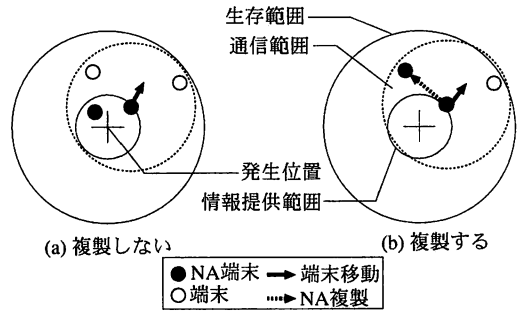 生存範囲
通信範囲
発生位置
情報提供範囲
(a) 複製しない
(b) 複製する
●NA端末 端末移動
○端末 NA複製